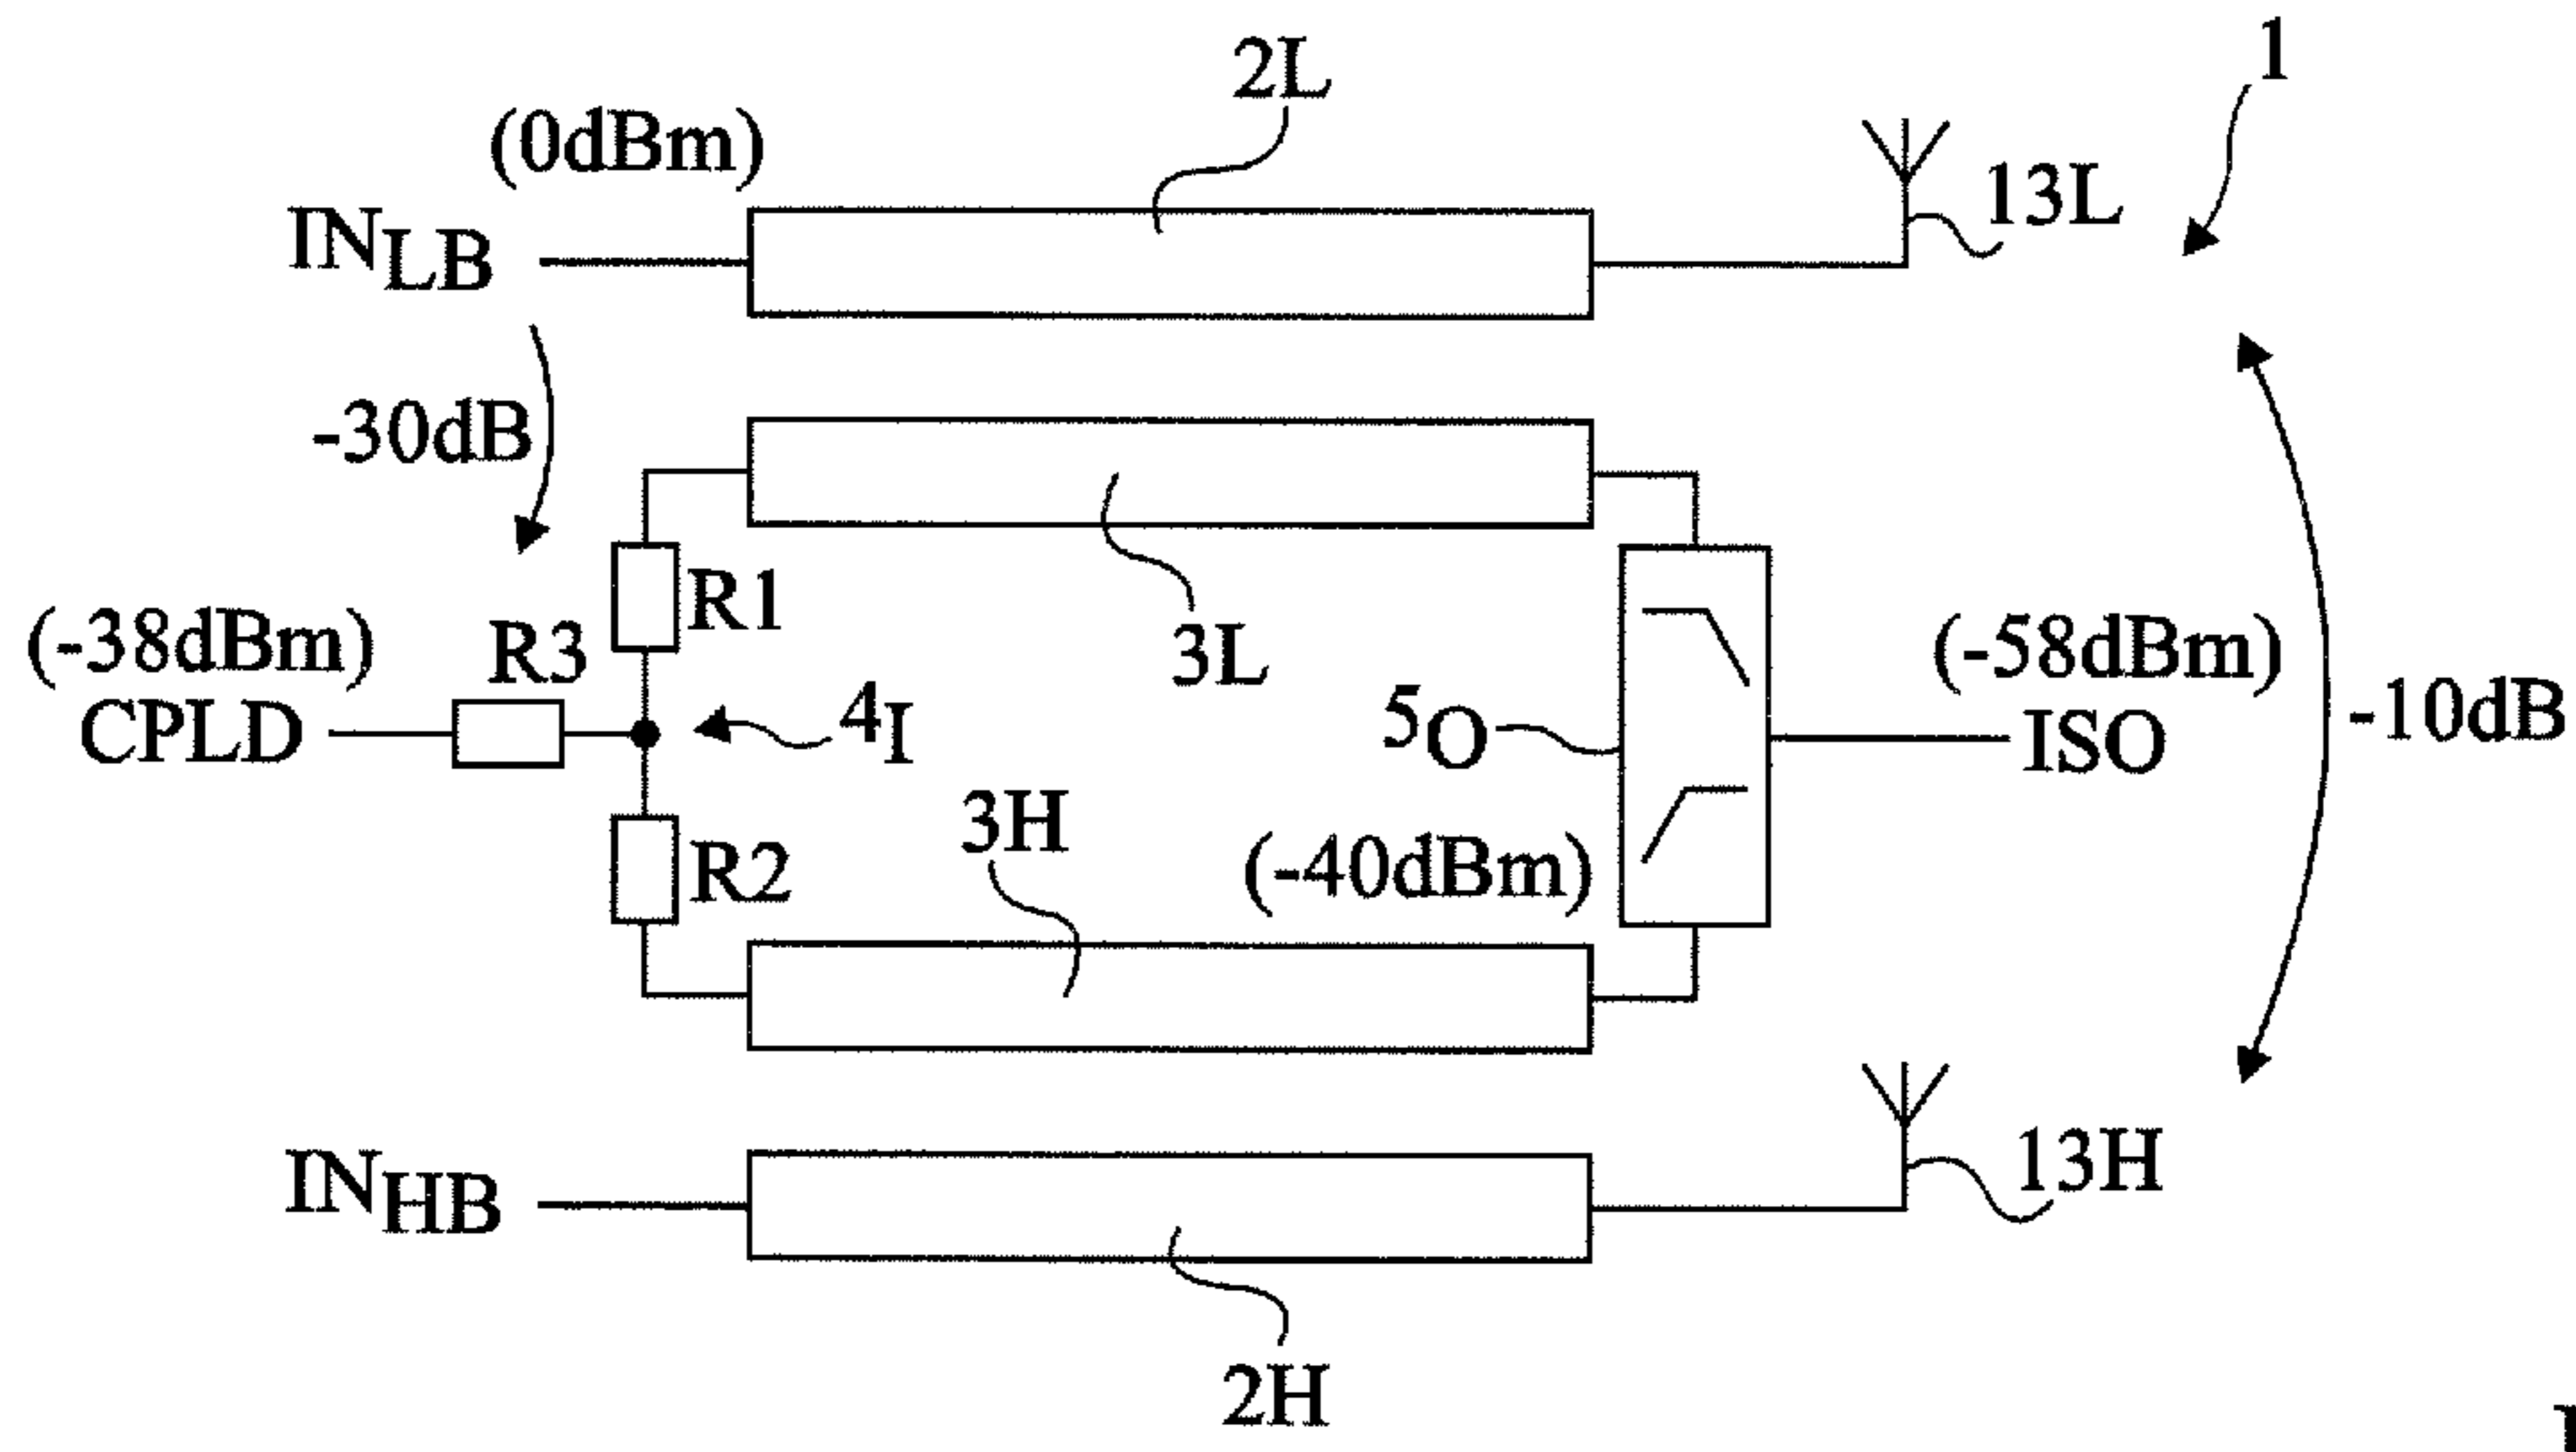 1
2L
(0dBm)
IN_LB
13L
-30dB
R1
(-38dBm)
R3
CPLD
4_I
3L
5_O
(-58dBm)
ISO
-10dB
3H
R2
(-40dBm)
IN_HB
13H
2H